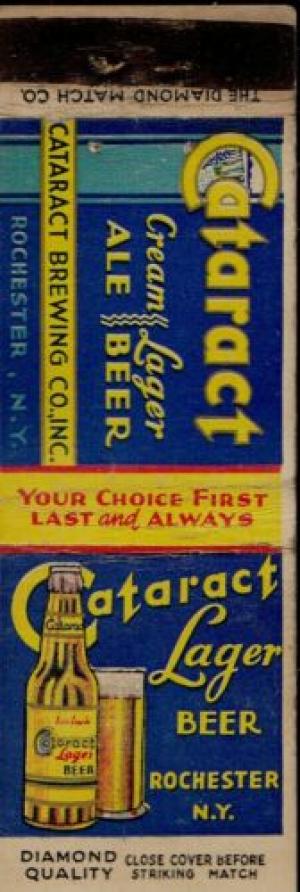 THE DIAMOND MATCH CO.
Cataract
Cream Lager
ALE BEER
CATARACT BREWING CO., INC.
ROCHESTER, N.Y.
YOUR CHOICE FIRST
LAST and ALWAYS
Cataract
Lager
BEER
ROCHESTER
N.Y.
Cataract
Lager
BEER
DIAMOND QUALITY
CLOSE COVER BEFORE STRIKING MATCH